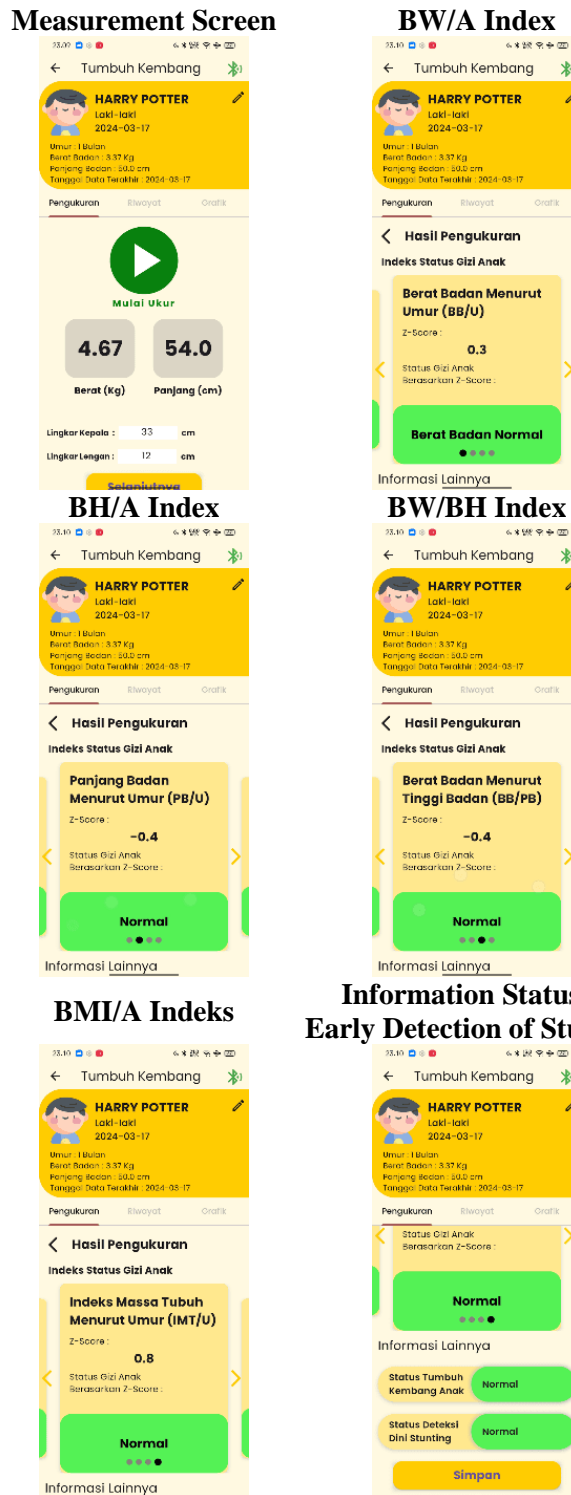 Measurement Screen
23.09
Tumbuh Kembang
HARRY POTTER
Laki-laki
2024-03-17
Umur : 1 Bulan
Berat Badan : 3.37 Kg
Panjang Badan : 50.0 cm
Tanggal Data Terakhir : 2024-03-17
Pengukuran Riwayat Grafik
Mulai Ukur
4.67 54.0
Berat (Kg) Panjang (cm)
Lingkar Kepala : 33 cm
Lingkar Lengan : 12 cm
Selanjutnya
BW/A Index
23.10
Tumbuh Kembang
HARRY POTTER
Laki-laki
2024-03-17
Umur : 1 Bulan
Berat Badan : 3.37 Kg
Panjang Badan : 50.0 cm
Tanggal Data Terakhir : 2024-03-17
Pengukuran Riwayat Grafik
Hasil Pengukuran
Indeks Status Gizi Anak
Berat Badan Menurut
Umur (BB/U)
Z-Score :
0.3
Status Gizi Anak
Berasarkan Z-Score :
Berat Badan Normal
Informasi Lainnya
BH/A Index
23.10
Tumbuh Kembang
HARRY POTTER
Laki-laki
2024-03-17
Umur : 1 Bulan
Berat Badan : 3.37 Kg
Panjang Badan : 50.0 cm
Tanggal Data Terakhir : 2024-03-17
Pengukuran Riwayat Grafik
Hasil Pengukuran
Indeks Status Gizi Anak
Panjang Badan
Menurut Umur (PB/U)
Z-Score :
-0.4
Status Gizi Anak
Berasarkan Z-Score :
Normal
Informasi Lainnya
BW/BH Index
23.10
Tumbuh Kembang
HARRY POTTER
Laki-laki
2024-03-17
Umur : 1 Bulan
Berat Badan : 3.37 Kg
Panjang Badan : 50.0 cm
Tanggal Data Terakhir : 2024-03-17
Pengukuran Riwayat Grafik
Hasil Pengukuran
Indeks Status Gizi Anak
Berat Badan Menurut
Tinggi Badan (BB/PB)
Z-Score :
-0.4
Status Gizi Anak
Berasarkan Z-Score :
Normal
Informasi Lainnya
BMI/A Indeks
23.10
Tumbuh Kembang
HARRY POTTER
Laki-laki
2024-03-17
Umur : 1 Bulan
Berat Badan : 3.37 Kg
Panjang Badan : 50.0 cm
Tanggal Data Terakhir : 2024-03-17
Pengukuran Riwayat Grafik
Hasil Pengukuran
Indeks Status Gizi Anak
Indeks Massa Tubuh
Menurut Umur (IMT/U)
Z-Score :
0.8
Status Gizi Anak
Berasarkan Z-Score :
Normal
Informasi Lainnya
Information Status
Early Detection of Stu
23.10
Tumbuh Kembang
HARRY POTTER
Laki-laki
2024-03-17
Umur : 1 Bulan
Berat Badan : 3.37 Kg
Panjang Badan : 50.0 cm
Tanggal Data Terakhir : 2024-03-17
Pengukuran Riwayat Grafik
Status Gizi Anak
Berasarkan Z-Score :
Normal
Informasi Lainnya
Status Tumbuh
Kembang Anak
Normal
Status Deteksi
Dini Stunting
Normal
Simpan